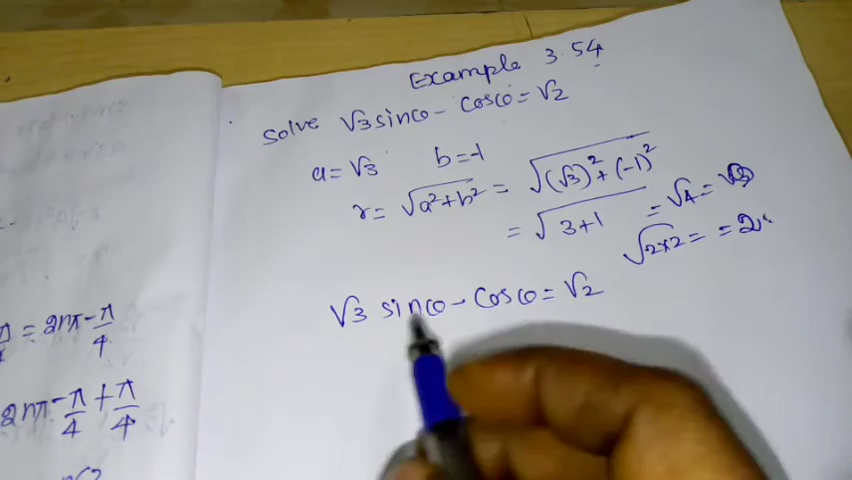 Example 3.54
Solve √3 sinθ - cosθ = √2
a = √3 b = -1
r = √a²+b² = √(√3)²+(-1)²
= √3+1 = √4 =
√2×2 = = 2
√3 sinθ - cosθ = √2
= 2nπ - π/4
2nπ - π/4 + π/4